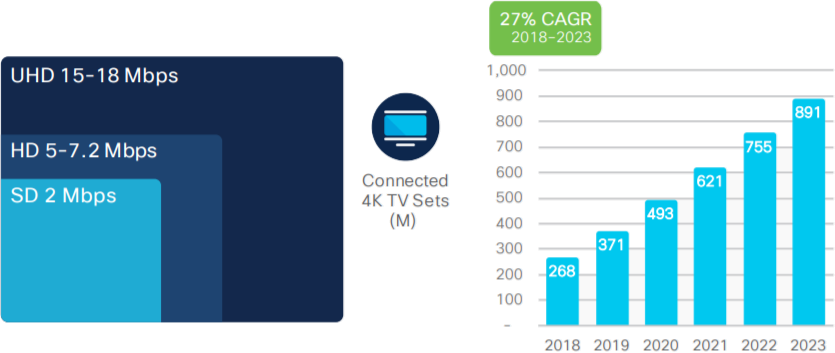 UHD 15-18 Mbps
HD 5-7.2 Mbps
SD 2 Mbps
Connected
4K TV Sets
(M)
27% CAGR
2018-2023
1,000
900
800
700
600
500
400
300
200
100
-
268
371
493
621
755
891
2018 2019 2020 2021 2022 2023